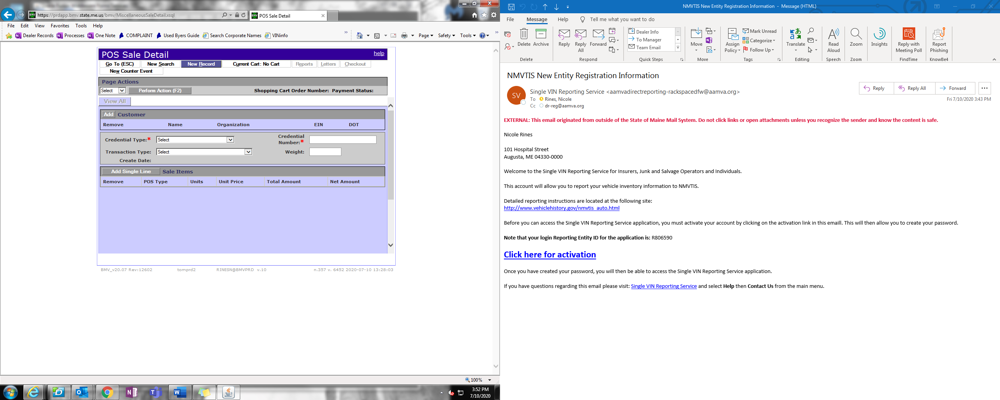 https://prdapp.bmv.state.me.us/bmv/MiscellaneousSaleDetail.xsql
POS Sale Detail
File Edit View Favorites Tools Help
Dealer Records Processes One Note COMPLAINT Used Byers Guide Search Corporate Names VINinfo
Page Safety Tools
POS Sale Detail
help
Go To (ESC) New Search New Record Current Cart: No Cart Reports Letters Checkout
New Counter Event
Page Actions
Select Perform Action (F2) Shopping Cart Order Number: Payment Status:
View All
Add Customer
Remove Name Organization EIN DOT
Credential Type:* Select Credential Number:*
Transaction Type: Select Weight:
Create Date:
Add Single Line Sale Items
Remove POS Type Units Unit Price Total Amount Net Amount
BMV_v20.07 Rev:12602 tomprd2 RINESN@BMVPRD v.10 n.357 v. 6452 2020-07-10 13:28:03
100%
3:52 PM
7/10/2020
NMVTIS New Entity Registration Information - Message (HTML)
File Message Help Tell me what you want to do
Delete Archive Reply Reply All Forward
Dealer Info
To Manager
Team Email
Move Assign Policy Mark Unread
Categorize
Follow Up
Translate Read Aloud Zoom Insights Reply with Meeting Poll Report Phishing
Delete Respond Quick Steps Move Tags Editing Speech Zoom FindTime KnowBe4
NMVTIS New Entity Registration Information
SV
Single VIN Reporting Service <aamvadirectreporting-rackspacedfw@aamva.org>
To Rines, Nicole
Cc dr-reg@aamva.org
Reply Reply All Forward ...
Fri 7/10/2020 3:43 PM
EXTERNAL: This email originated from outside of the State of Maine Mail System. Do not click links or open attachments unless you recognize the sender and know the content is safe.
Nicole Rines
101 Hospital Street
Augusta, ME 04330-0000
Welcome to the Single VIN Reporting Service for Insurers, Junk and Salvage Operators and Individuals.
This account will allow you to report your vehicle inventory information to NMVTIS.
Detailed reporting instructions are located at the following site:
http://www.vehiclehistory.gov/nmvtis_auto.html
Before you can access the Single VIN Reporting Service application, you must activate your account by clicking on the activation link in this emaill. This will then allow you to create your password.
Note that your login Reporting Entity ID for the application is: R806590
Click here for activation
Once you have created your password, you will then be able to access the Single VIN Reporting Service application.
If you have questions regarding this email please visit: Single VIN Reporting Service and select Help then Contact Us from the main menu.